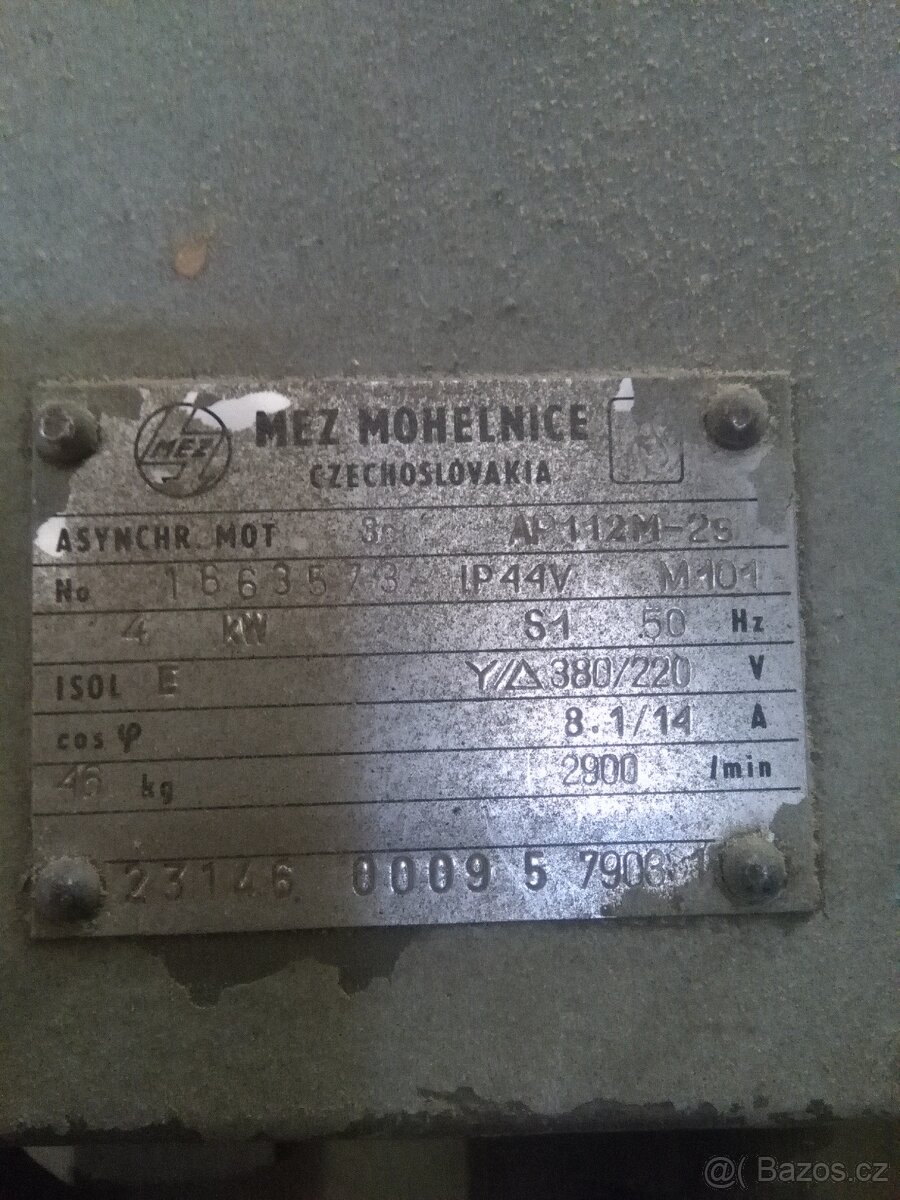 MEZ MEZ MOHELNICE
CZECHOSLOVAKIA
ASYNCHR. MOT 3~ AP112M-2s
No 1663573 IP44V M101
4 kW S1 50 Hz
ISOL E Y/△ 380/220 V
cos φ 8.1/14 A
46 kg 2900 /min
23146 0009 5
@( Bazos.cz